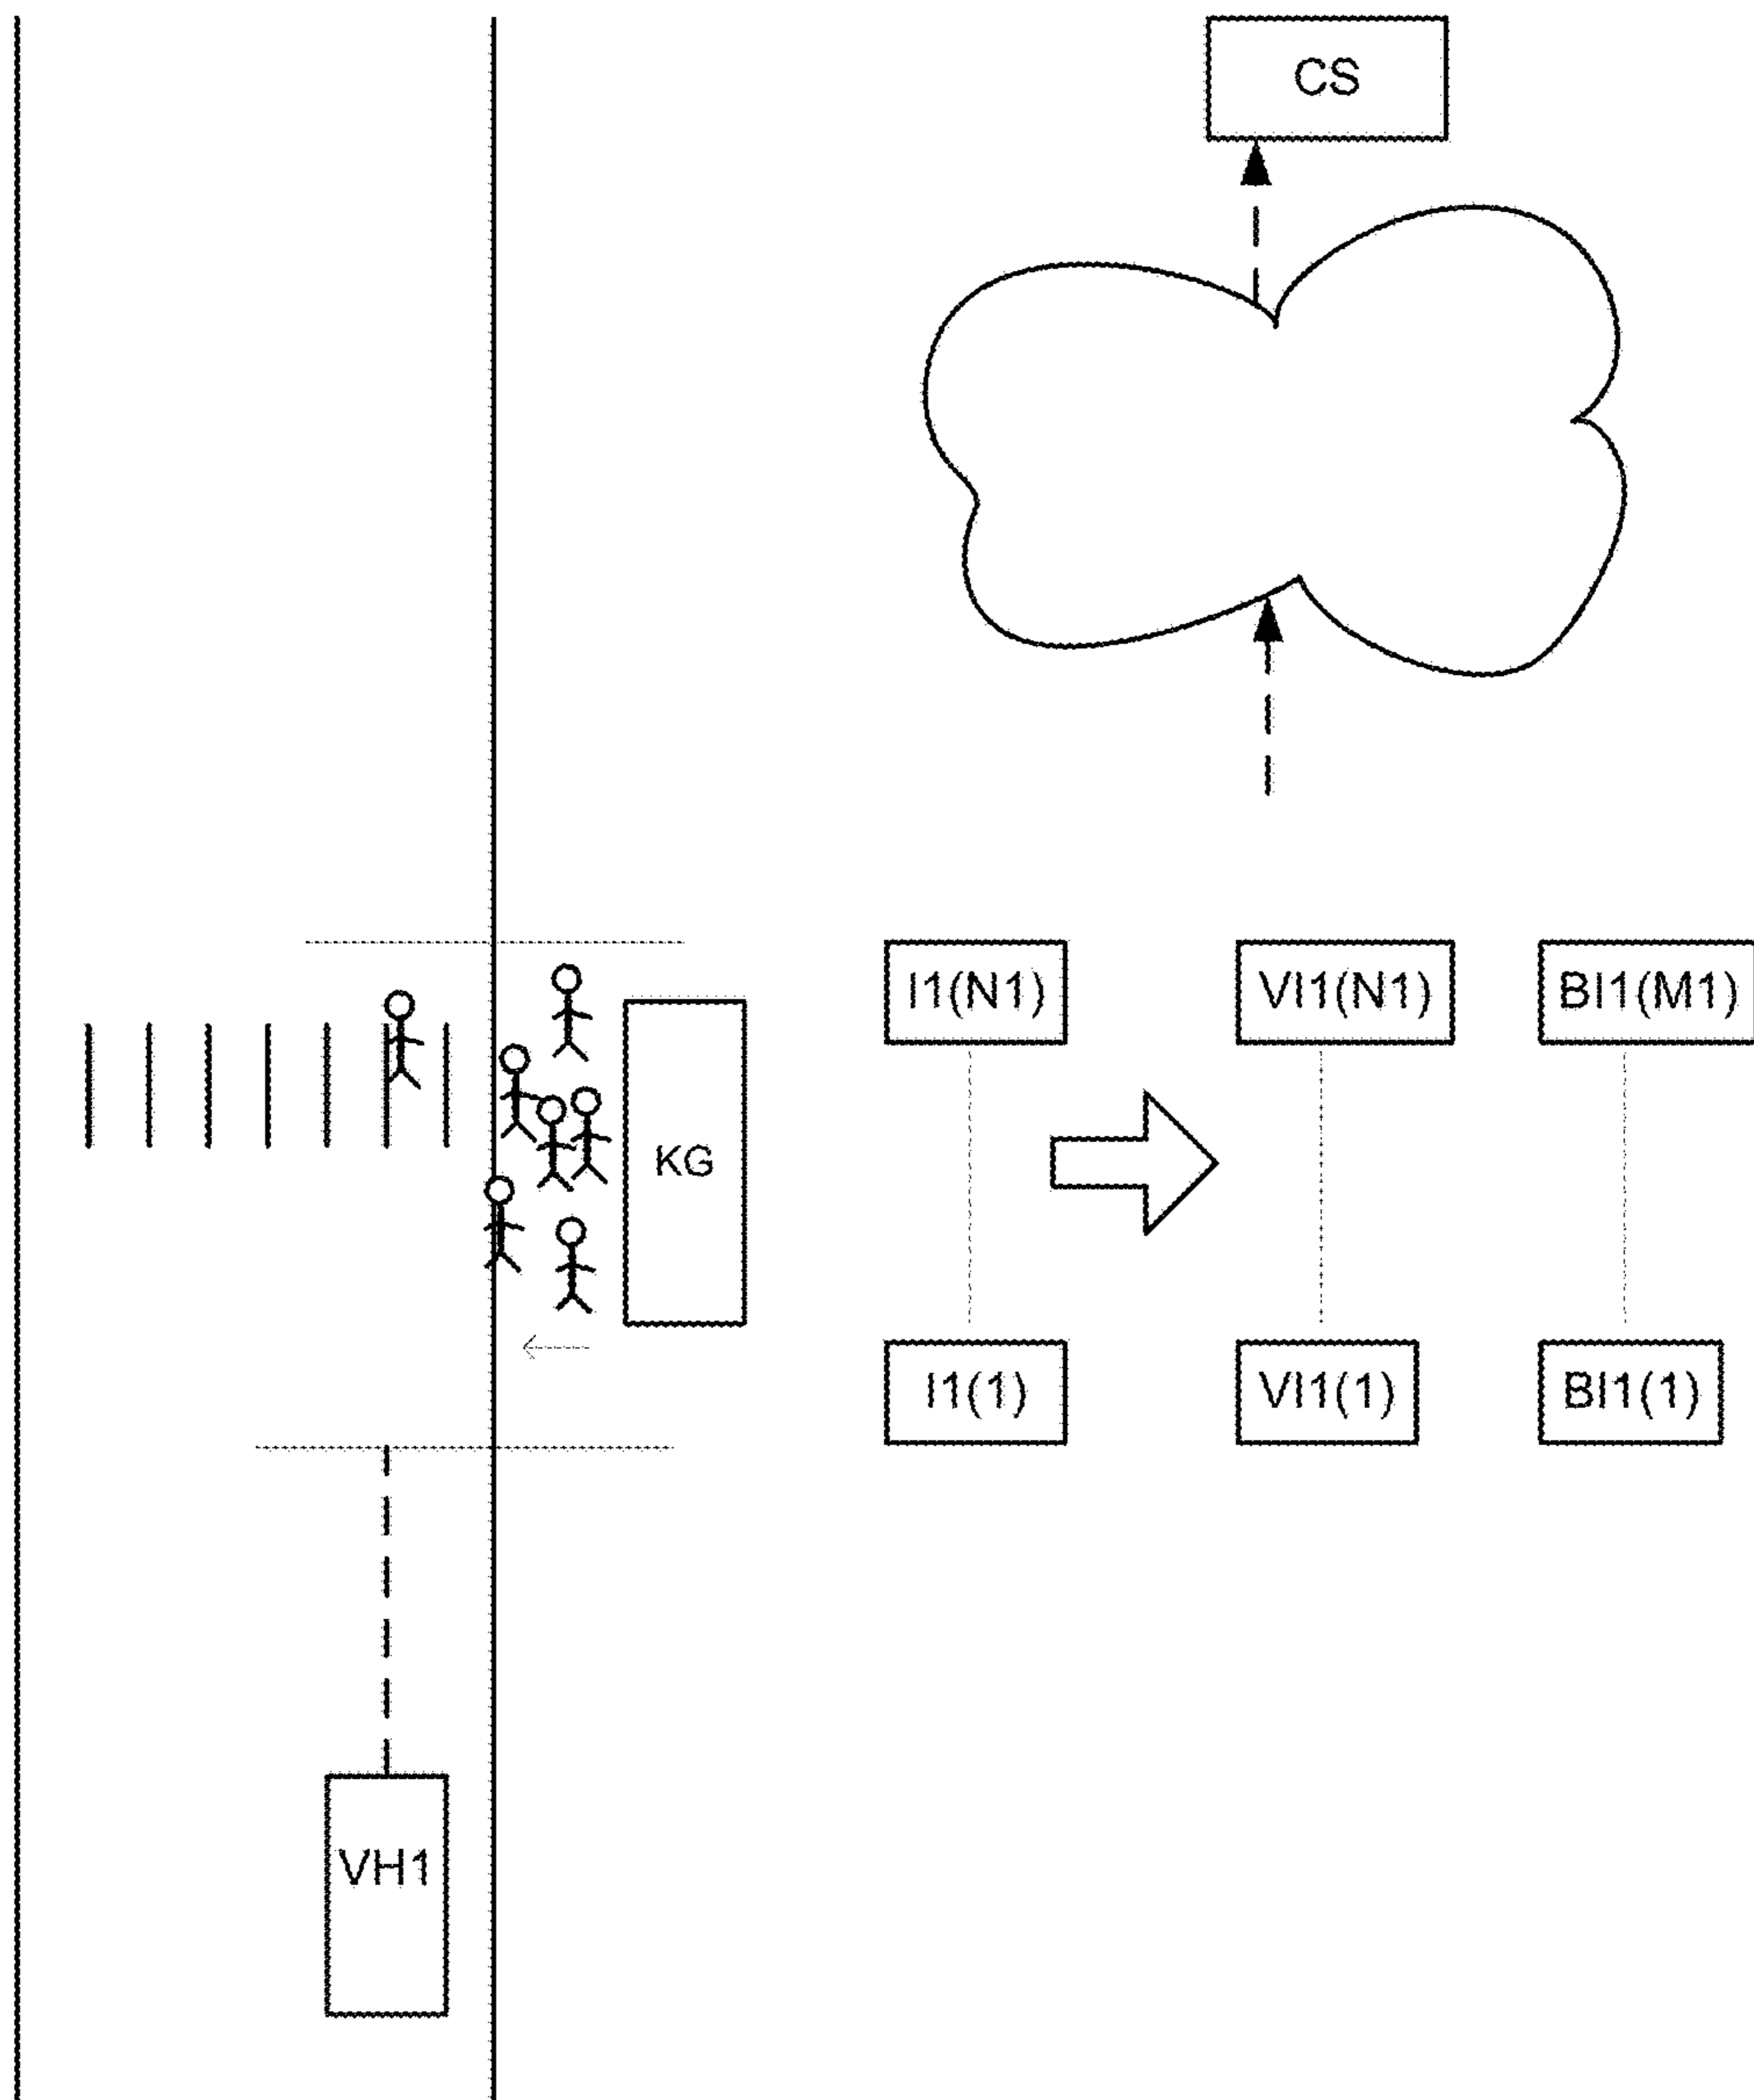 CS
I1(N1) VI1(N1) BI1(M1)
KG
I1(1) VI1(1) BI1(1)
VH1